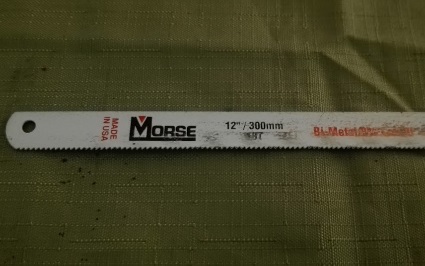 MADE
IN USA
MORSE
12" / 300mm
Bi-Metal